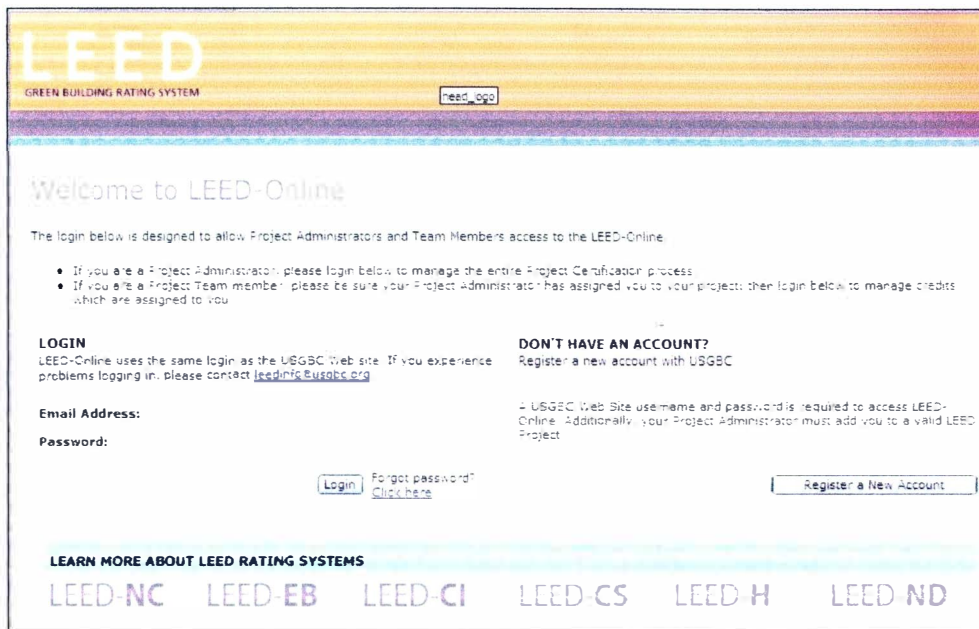 LEED
GREEN BUILDING RATING SYSTEM
head_logo
Welcome to LEED-Online
The login below is designed to allow Project Administrators and Team Members access to the LEED-Online.
• If you are a Project Administrator, please login below to manage the entire Project Certification process
• If you are a Project Team member, please be sure your Project Administrator has assigned you to your project; then login below to manage credits
which are assigned to you
LOGIN
LEED-Online uses the same login as the USGBC Web site. If you experience
problems logging in, please contact leedinfo@usgbc.org
Email Address:
Password:
Login
Forgot password?
Click here
DON'T HAVE AN ACCOUNT?
Register a new account with USGBC
A USGBC Web Site username and password is required to access LEED-
Online. Additionally, your Project Administrator must add you to a valid LEED
Project
Register a New Account
LEARN MORE ABOUT LEED RATING SYSTEMS
LEED-NC LEED-EB LEED-CI LEED-CS LEED-H LEED-ND